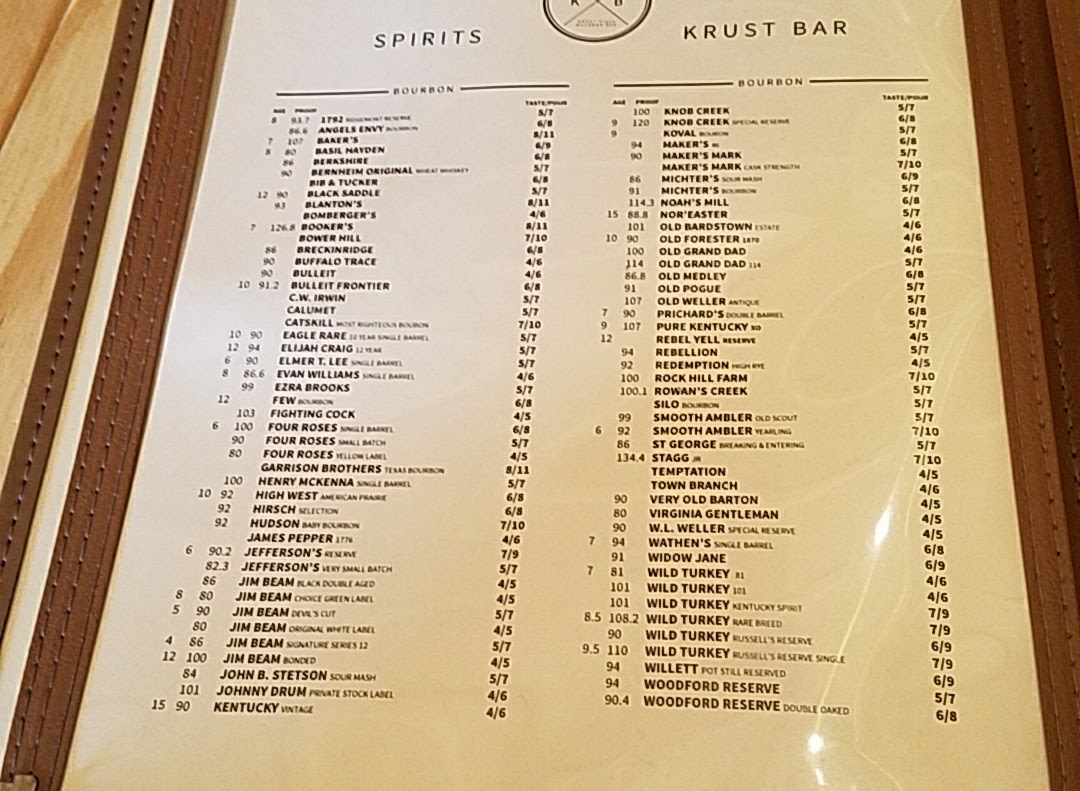 K B
SPIRITS
KRUST BAR
BOURBON
AGE PROOF TASTE/POUR
8 93.7 1792 RIDGEMONT RESERVE 5/7
86.6 ANGELS ENVY BOURBON 6/8
7 107 BAKER'S 8/11
8 80 BASIL HAYDEN 6/9
86 BERKSHIRE 6/8
90 BERNHEIM ORIGINAL WHEAT WHISKEY 5/7
BIB & TUCKER 6/8
12 90 BLACK SADDLE 5/7
93 BLANTON'S 8/11
BOMBERGER'S 4/6
7 126.8 BOOKER'S 8/11
BOWER HILL 7/10
86 BRECKINRIDGE 6/8
90 BUFFALO TRACE 4/6
90 BULLEIT 4/6
10 91.2 BULLEIT FRONTIER 6/8
C.W. IRWIN 5/7
CALUMET 5/7
CATSKILL MOST RIGHTEOUS BOURBON 7/10
10 90 EAGLE RARE 10 YEAR SINGLE BARREL 5/7
12 94 ELIJAH CRAIG 12 YEAR 5/7
6 90 ELMER T. LEE SINGLE BARREL 5/7
8 86.6 EVAN WILLIAMS SINGLE BARREL 4/6
99 EZRA BROOKS 5/7
12 FEW BOURBON 6/8
103 FIGHTING COCK 4/5
6 100 FOUR ROSES SINGLE BARREL 6/8
90 FOUR ROSES SMALL BATCH 5/7
80 FOUR ROSES YELLOW LABEL 4/5
GARRISON BROTHERS TEXAS BOURBON 8/11
100 HENRY MCKENNA SINGLE BARREL 5/7
10 92 HIGH WEST AMERICAN PRAIRIE 6/8
92 HIRSCH SELECTION 6/8
92 HUDSON BABY BOURBON 7/10
JAMES PEPPER 1776 4/6
6 90.2 JEFFERSON'S RESERVE 7/9
82.3 JEFFERSON'S VERY SMALL BATCH 5/7
86 JIM BEAM BLACK DOUBLE AGED 4/5
8 80 JIM BEAM CHOICE GREEN LABEL 4/5
5 90 JIM BEAM DEVIL'S CUT 5/7
80 JIM BEAM ORIGINAL WHITE LABEL 4/5
4 86 JIM BEAM SIGNATURE SERIES 12 5/7
12 100 JIM BEAM BONDED 4/5
84 JOHN B. STETSON SOUR MASH 5/7
101 JOHNNY DRUM PRIVATE STOCK LABEL 4/6
15 90 KENTUCKY VINTAGE 4/6
BOURBON
AGE PROOF TASTE/POUR
100 KNOB CREEK 5/7
9 120 KNOB CREEK SPECIAL RESERVE 6/8
9 KOVAL BOURBON 5/7
94 MAKER'S 46 6/8
90 MAKER'S MARK 5/7
MAKER'S MARK CASK STRENGTH 7/10
86 MICHTER'S SOUR MASH 6/9
91 MICHTER'S BOURBON 5/7
114.3 NOAH'S MILL 6/8
15 88.8 NOR'EASTER 5/7
101 OLD BARDSTOWN ESTATE 4/6
10 90 OLD FORESTER 1870 4/6
100 OLD GRAND DAD 4/6
114 OLD GRAND DAD 114 5/7
86.8 OLD MEDLEY 6/8
91 OLD POGUE 5/7
107 OLD WELLER ANTIQUE 5/7
7 90 PRICHARD'S DOUBLE BARREL 6/8
9 107 PURE KENTUCKY XO 5/7
12 REBEL YELL RESERVE 4/5
94 REBELLION 5/7
92 REDEMPTION HIGH RYE 4/5
100 ROCK HILL FARM 7/10
100.1 ROWAN'S CREEK 5/7
SILO BOURBON 5/7
99 SMOOTH AMBLER OLD SCOUT 5/7
6 92 SMOOTH AMBLER YEARLING 7/10
86 ST GEORGE BREAKING & ENTERING 5/7
134.4 STAGG JR 7/10
TEMPTATION 4/5
TOWN BRANCH 4/6
90 VERY OLD BARTON 4/5
80 VIRGINIA GENTLEMAN 4/5
90 W.L. WELLER SPECIAL RESERVE 4/5
7 94 WATHEN'S SINGLE BARREL 6/8
91 WIDOW JANE 6/9
7 81 WILD TURKEY 81 4/6
101 WILD TURKEY 101 4/6
101 WILD TURKEY KENTUCKY SPIRIT 7/9
8.5 108.2 WILD TURKEY RARE BREED 7/9
90 WILD TURKEY RUSSELL'S RESERVE 6/9
9.5 110 WILD TURKEY RUSSELL'S RESERVE SINGLE 7/9
94 WILLETT POT STILL RESERVED 6/9
94 WOODFORD RESERVE 5/7
90.4 WOODFORD RESERVE DOUBLE OAKED 6/8